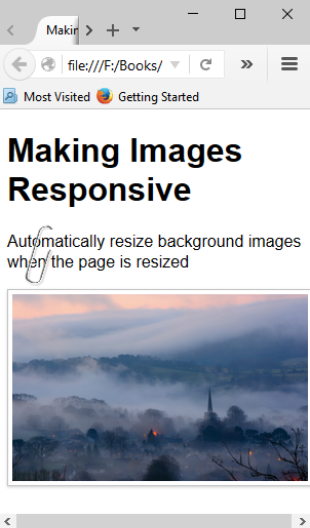 Makin
file:///F:/Books/
Most Visited Getting Started
Making Images
Responsive
Automatically resize background images
when the page is resized